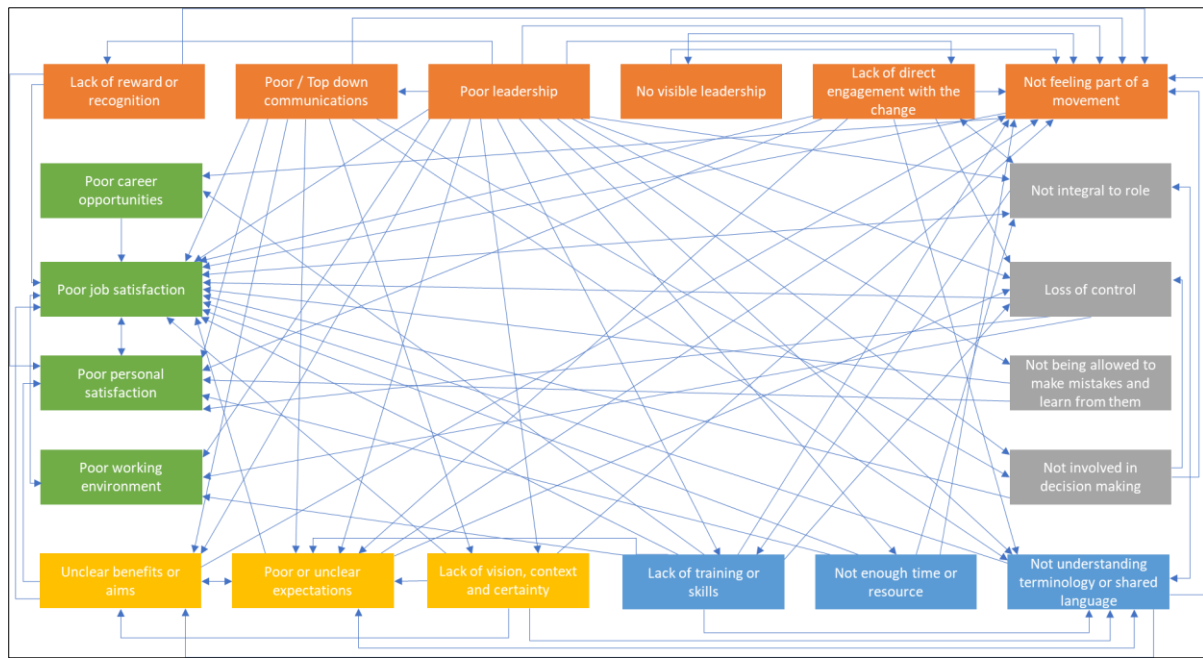 Lack of reward or
recognition
Poor / Top down
communications
Poor leadership
No visible leadership
Lack of direct
engagement with the
change
Not feeling part of a
movement
Poor career
opportunities
Not integral to role
Poor job satisfaction
Loss of control
Poor personal
satisfaction
Not being allowed to
make mistakes and
learn from them
Poor working
environment
Not involved in
decision making
Unclear benefits or
aims
Poor or unclear
expectations
Lack of vision, context
and certainty
Lack of training or
skills
Not enough time or
resource
Not understanding
terminology or shared
language